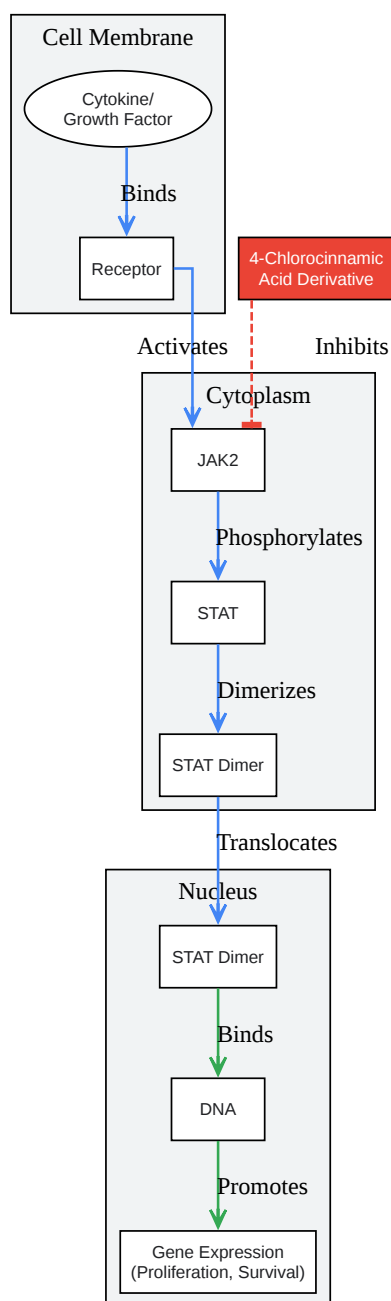 Cell Membrane
Cytokine/
Growth Factor
Binds
Receptor
4-Chlorocinnamic
Acid Derivative
Activates
Inhibits
Cytoplasm
JAK2
Phosphorylates
STAT
Dimerizes
STAT Dimer
Translocates
Nucleus
STAT Dimer
Binds
DNA
Promotes
Gene Expression
(Proliferation, Survival)